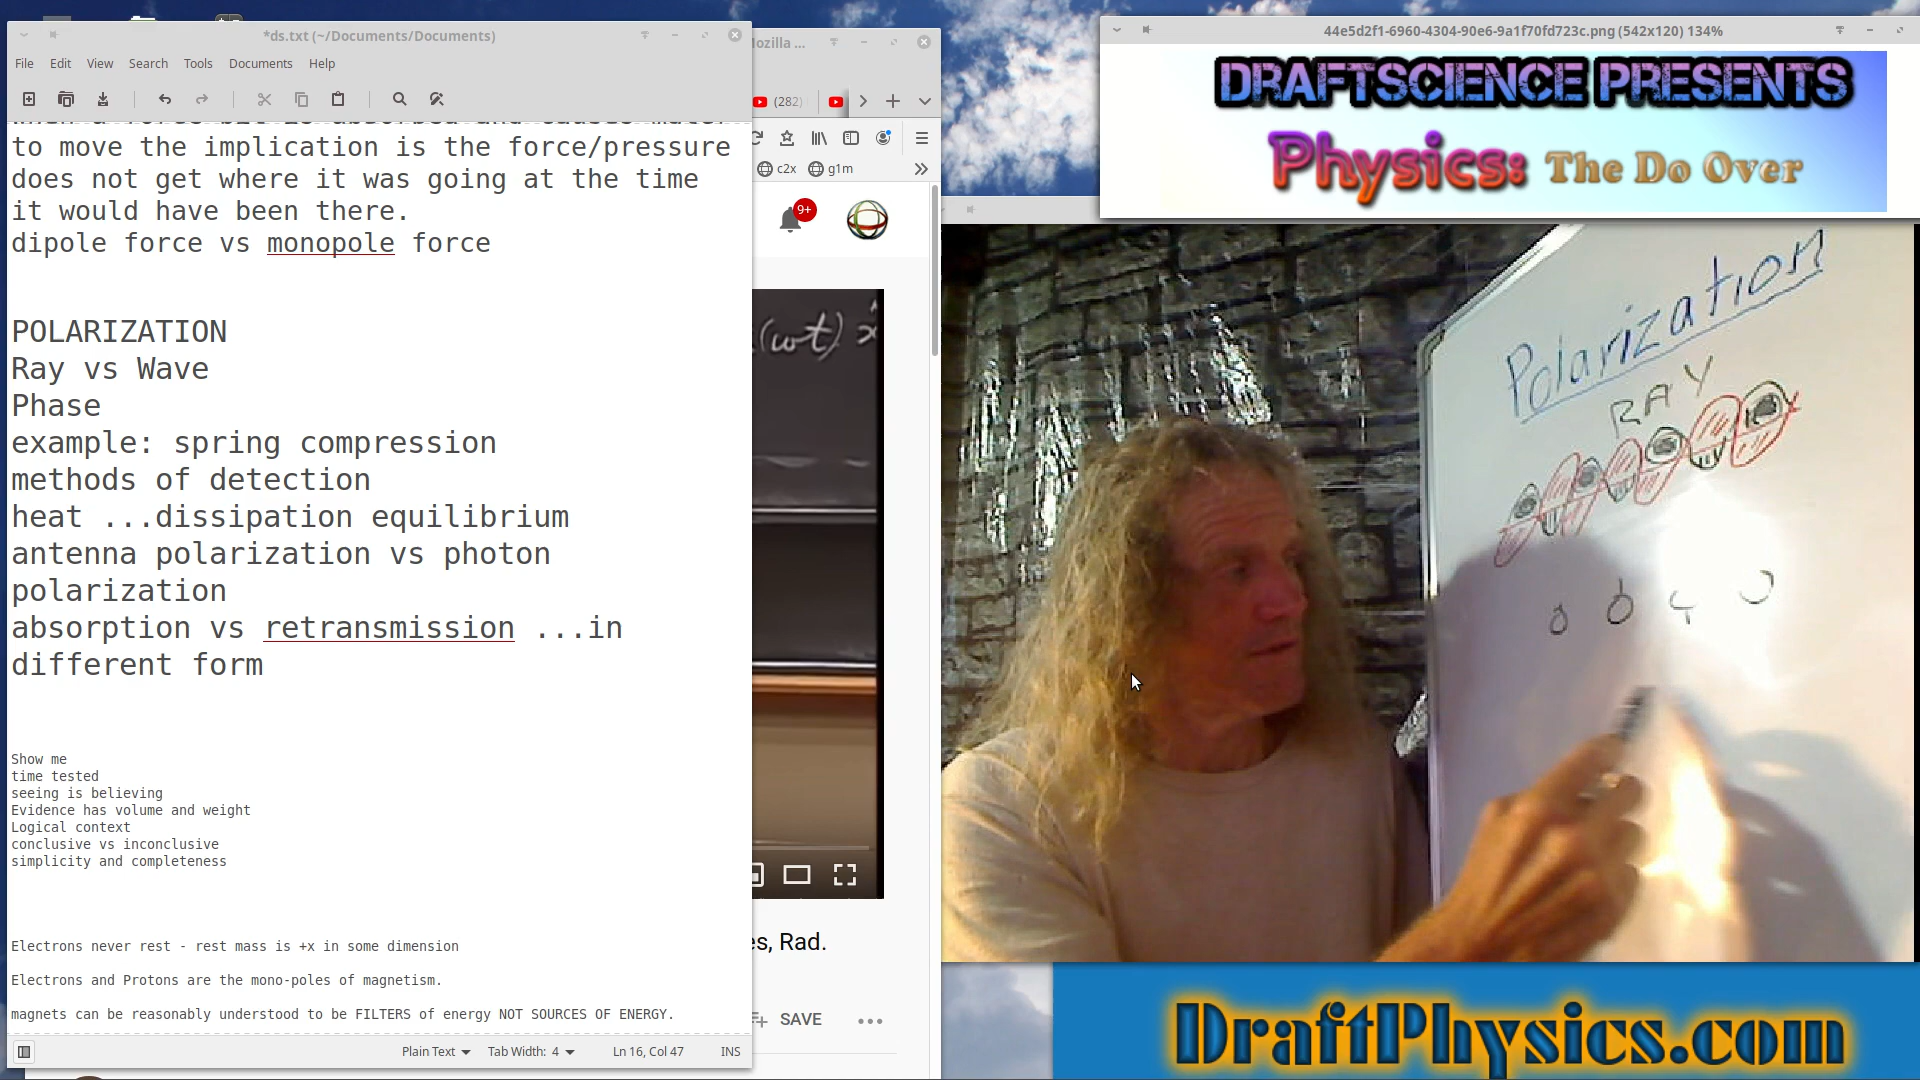 *ds.txt (~/Documents/Documents)
File Edit View Search Tools Documents Help
to move the implication is the force/pressure
does not get where it was going at the time
it would have been there.
dipole force vs monopole force
POLARIZATION
Ray vs Wave
Phase
example: spring compression
methods of detection
heat ...dissipation equilibrium
antenna polarization vs photon
polarization
absorption vs retransmission ...in
different form
Show me
time tested
seeing is believing
Evidence has volume and weight
Logical context
conclusive vs inconclusive
simplicity and completeness
Electrons never rest - rest mass is +x in some dimension
Electrons and Protons are the mono-poles of magnetism.
magnets can be reasonably understood to be FILTERS of energy NOT SOURCES OF ENERGY.
Plain Text Tab Width: 4 Ln 16, Col 47 INS
ozilla ...
(282)
c2x g1m
9+
(ωt) x̂
es, Rad.
SAVE
44e5d2f1-6960-4304-90e6-9a1f70fd723c.png (542x120) 134%
DRAFTSCIENCE PRESENTS
Physics: The Do Over
Polarization
RAY
DraftPhysics.com